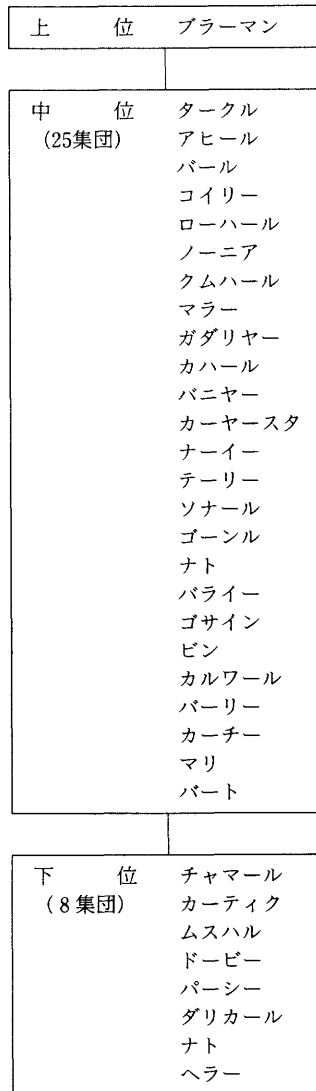 上 位 ブラーマン
中 位 タークル
(25集団) アヒール
バール
コイリー
ローハール
ノーニア
クムハール
マラー
ガダリヤー
カハール
バニヤー
カーヤースタ
ナーイー
テーリー
ソナール
ゴーンル
ナト
バライー
ゴサイン
ビン
カルワール
バーリー
カーチー
マリ
バート
下 位 チャマール
(8集団) カーティク
ムスハル
ドービー
パーシー
ダリカール
ナト
ヘラー